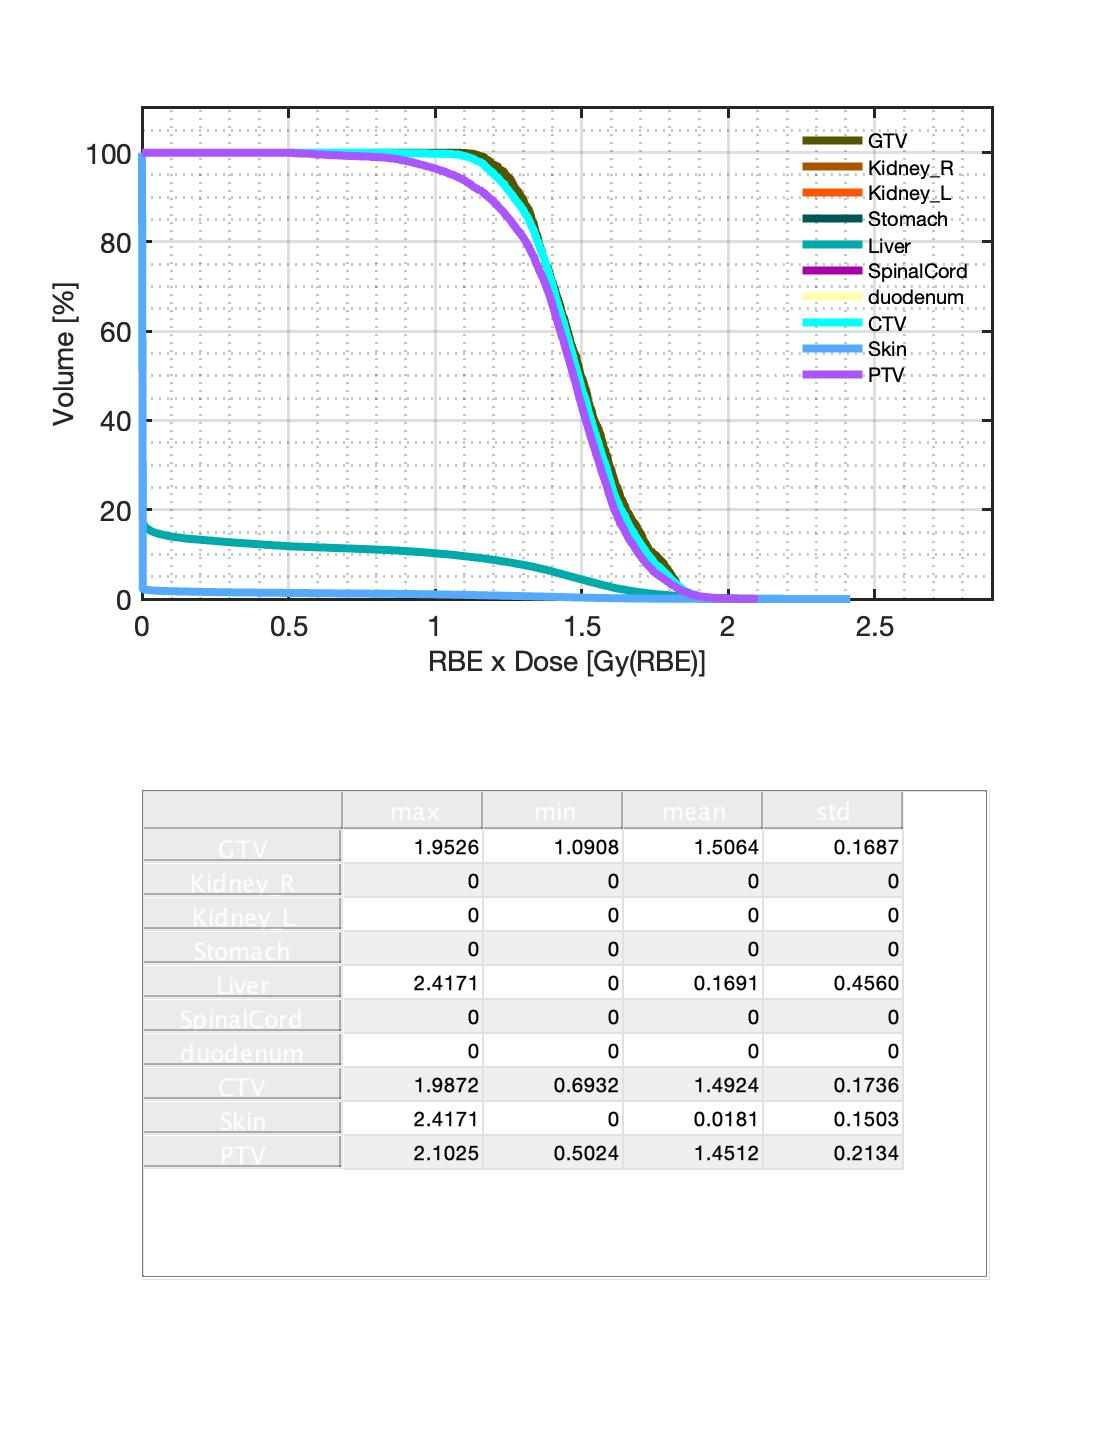 GTV
Kidney_R
Kidney_L
Stomach
Liver
SpinalCord
duodenum
CTV
Skin
PTV
100
80
60
40
20
0
Volume [%]
0 0.5 1 1.5 2 2.5
RBE x Dose [Gy(RBE)]
max min mean std
GTV 1.9526 1.0908 1.5064 0.1687
Kidney_R 0 0 0 0
Kidney_L 0 0 0 0
Stomach 0 0 0 0
Liver 2.4171 0 0.1691 0.4560
SpinalCord 0 0 0 0
duodenum 0 0 0 0
CTV 1.9872 0.6932 1.4924 0.1736
Skin 2.4171 0 0.0181 0.1503
PTV 2.1025 0.5024 1.4512 0.2134